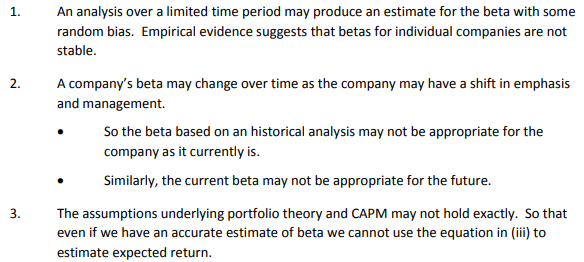 1. An analysis over a limited time period may produce an estimate for the beta with some
random bias. Empirical evidence suggests that betas for individual companies are not
stable.
2. A company's beta may change over time as the company may have a shift in emphasis
and management.
• So the beta based on an historical analysis may not be appropriate for the
company as it currently is.
• Similarly, the current beta may not be appropriate for the future.
3. The assumptions underlying portfolio theory and CAPM may not hold exactly. So that
even if we have an accurate estimate of beta we cannot use the equation in (iii) to
estimate expected return.